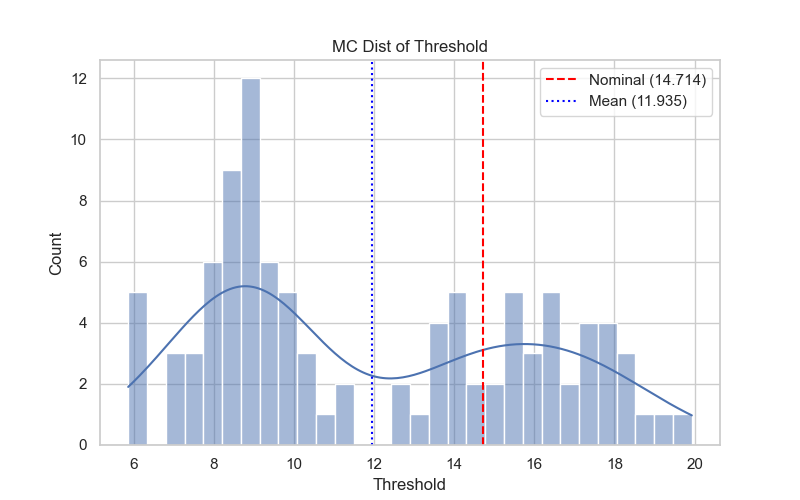 MC Dist of Threshold
Nominal (14.714)
Mean (11.935)
12
10
8
6
4
2
0
Count
6 8 10 12 14 16 18 20
Threshold